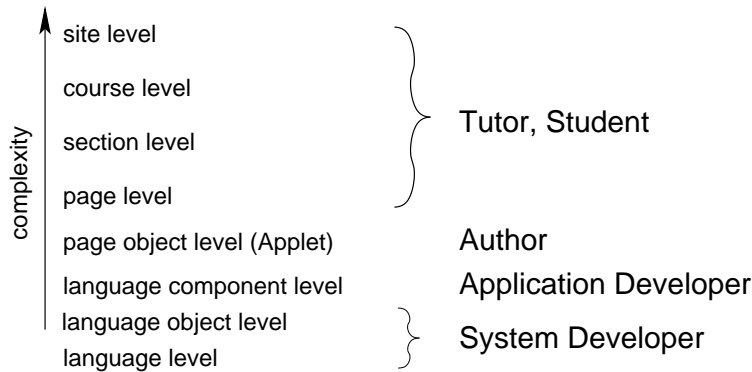 complexity
site level
course level
section level
page level
page object level (Applet)
language component level
language object level
language level
Tutor, Student
Author
Application Developer
System Developer